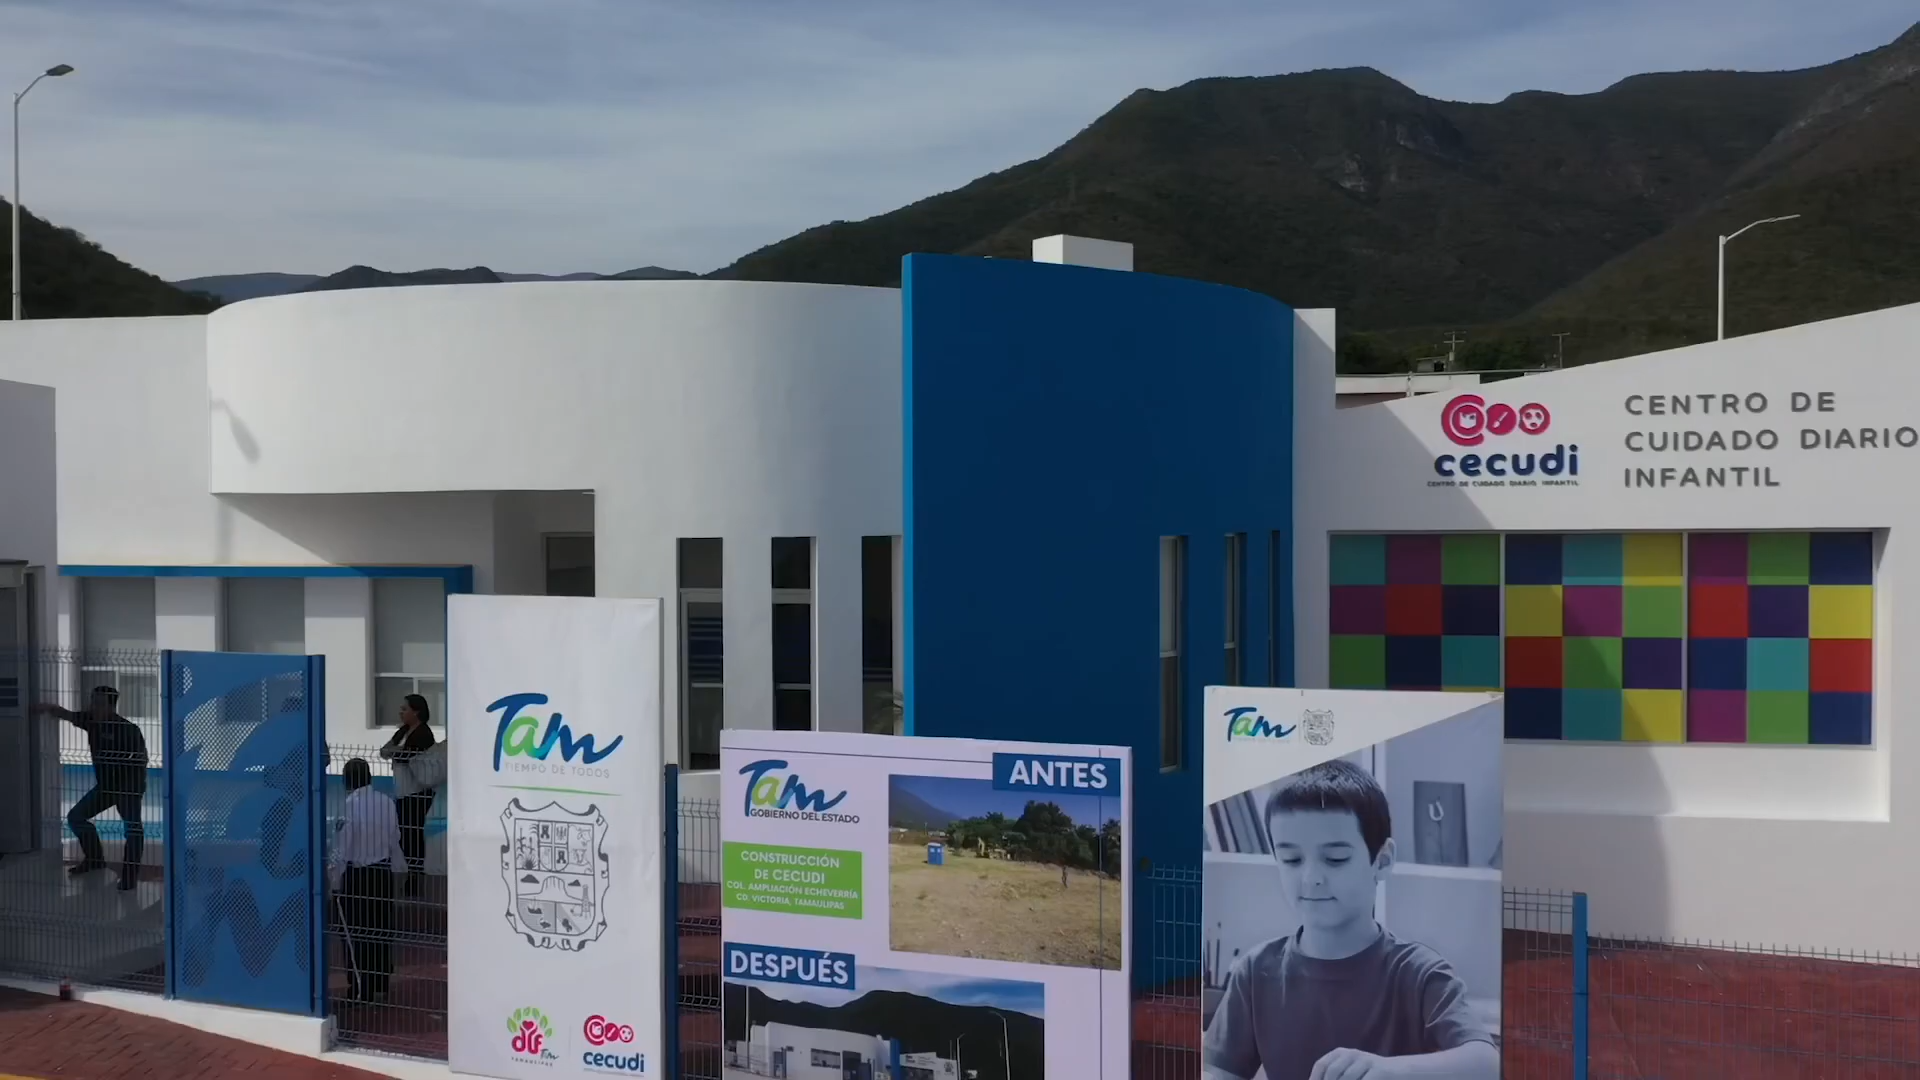 cecudi
CENTRO DE CUIDADO DIARIO INFANTIL
CENTRO DE
CUIDADO DIARIO
INFANTIL
Tam
TIEMPO DE TODOS
dif
TAMAULIPAS
cecudi
Tam
GOBIERNO DEL ESTADO
CONSTRUCCIÓN
DE CECUDI
COL. AMPLIACIÓN ECHEVERRÍA
CD. VICTORIA, TAMAULIPAS
ANTES
DESPUÉS
Tam